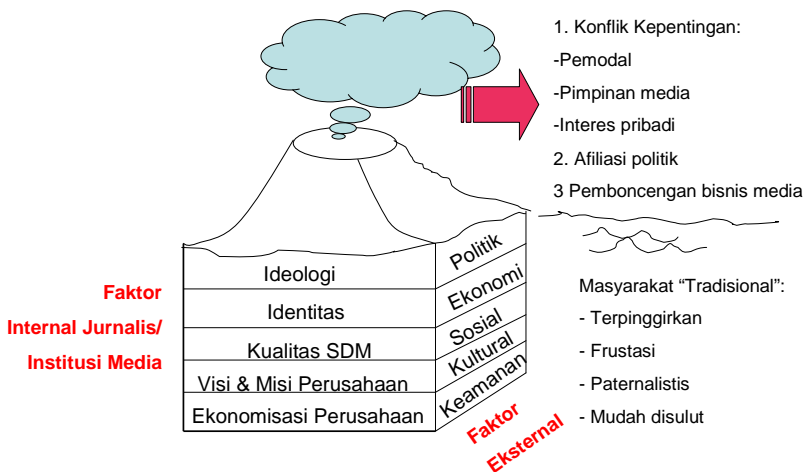 1. Konflik Kepentingan:
-Pemodal
-Pimpinan media
-Interes pribadi
2. Afiliasi politik
3 Pemboncengan bisnis media
Faktor
Internal Jurnalis/
Institusi Media
Ideologi
Identitas
Kualitas SDM
Visi & Misi Perusahaan
Ekonomisasi Perusahaan
Politik
Ekonomi
Sosial
Kultural
Keamanan
Faktor
Eksternal
Masyarakat “Tradisional”:
- Terpinggirkan
- Frustasi
- Paternalistis
- Mudah disulut